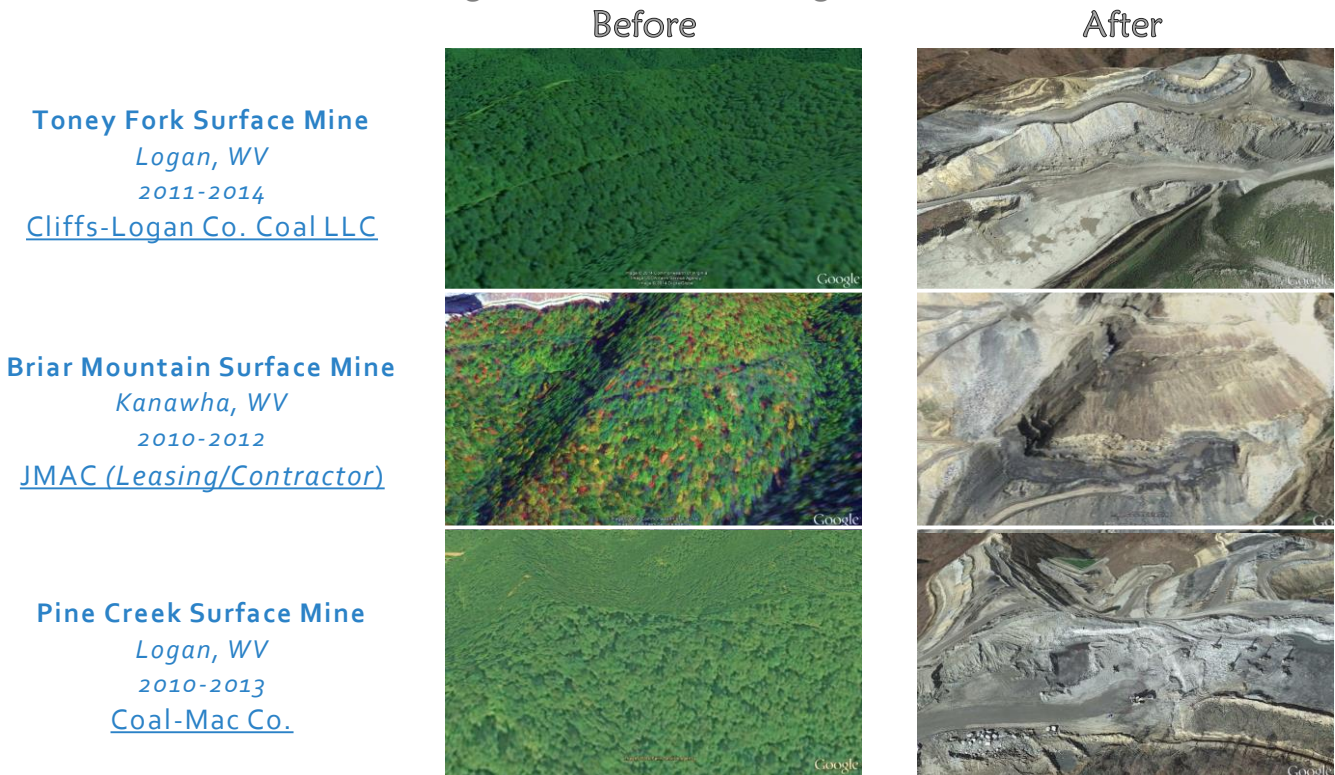 Before
After
Toney Fork Surface Mine
Logan, WV
2011-2014
Cliffs-Logan Co. Coal LLC
Google
Google
Briar Mountain Surface Mine
Kanawha, WV
2010-2012
JMAC (Leasing/Contractor)
Google
Go
Pine Creek Surface Mine
Logan, WV
2010-2013
Coal-Mac Co.
Google
Google